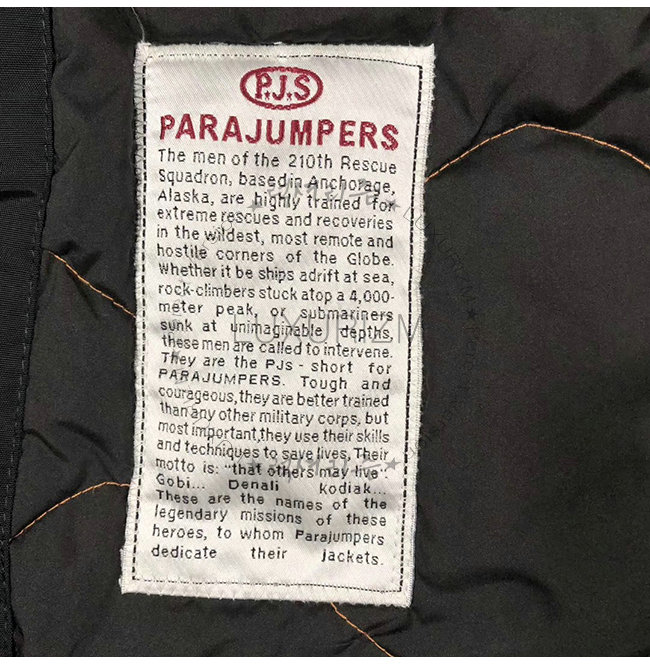 P.J.S
PARAJUMPERS
The men of the 210th Rescue
Squadron, based in Anchorage,
Alaska, are highly trained for
extreme rescues and recoveries
in the wildest, most remote and
hostile corners of the Globe.
Whether it be ships adrift at sea,
rock-climbers stuck atop a 4,000-
meter peak, or submariners
sunk at unimaginable depths,
these men are called to intervene.
They are the PJs - short for
PARAJUMPERS. Tough and
courageous, they are better trained
than any other military corps, but
most important, they use their skills
and techniques to save lives. Their
motto is: "that others may live"
Gobi... Denali Kodiak...
These are the names of the
legendary missions of these
heroes, to whom Parajumpers
dedicate their jackets.